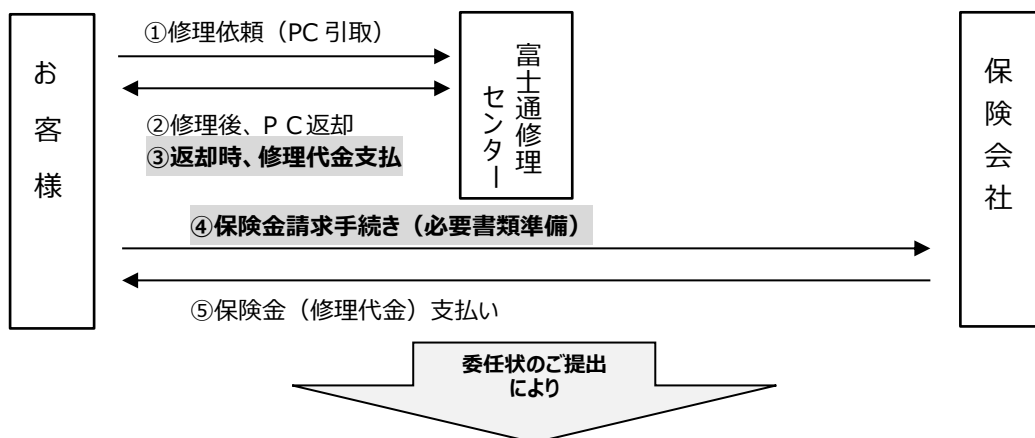 お客様
①修理依頼（PC 引取）
②修理後、ＰＣ返却
③返却時、修理代金支払
富士通修理
センター
④保険金請求手続き（必要書類準備）
⑤保険金（修理代金）支払い
保険会社
委任状のご提出
により